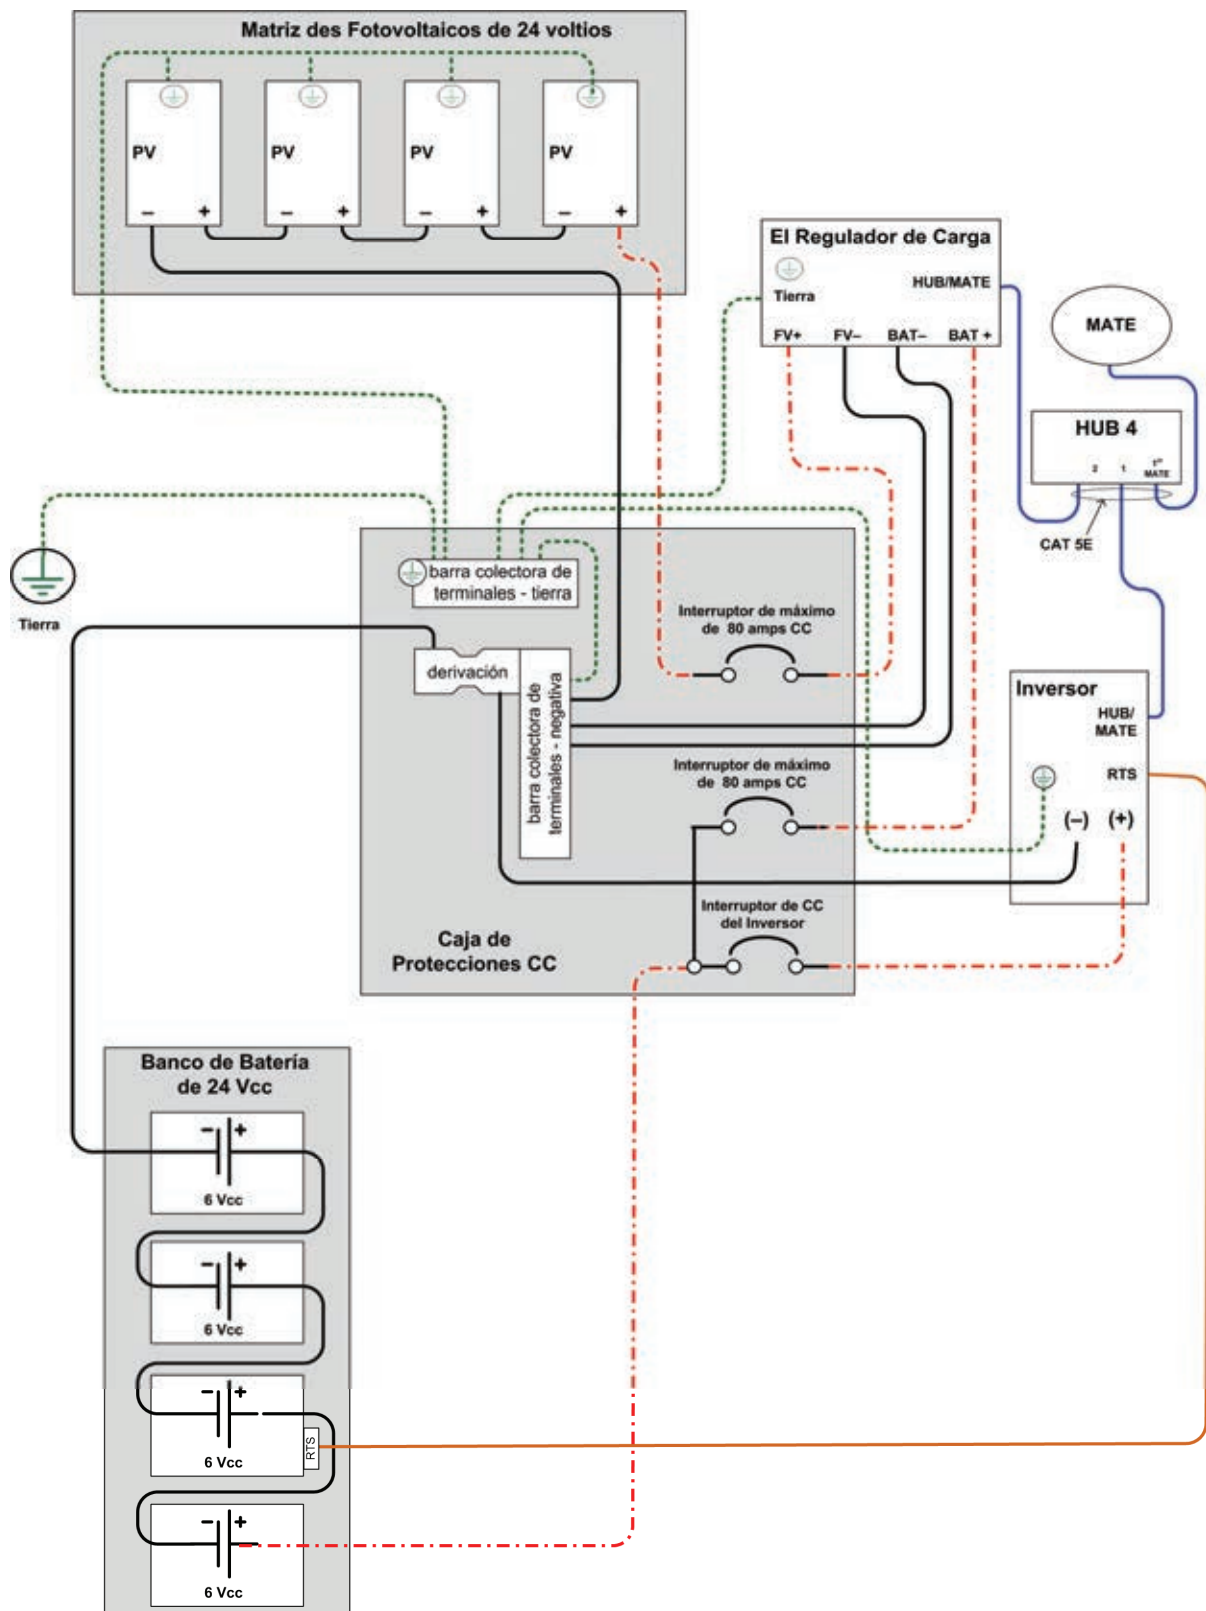 Matriz des Fotovoltaicos de 24 voltios
PV
PV
PV
PV
– +
– +
– +
– +
El Regulador de Carga
HUB/MATE
Tierra
FV+ FV– BAT– BAT +
MATE
HUB 4
2 1 1er MATE
CAT 5E
Tierra
barra colectora de
terminales - tierra
derivación
barra colectora de
terminales - negativa
Interruptor de máximo
de 80 amps CC
Interruptor de máximo
de 80 amps CC
Interruptor de CC
del Inversor
Caja de
Protecciones CC
Inversor
HUB/
MATE
RTS
(–) (+)
Banco de Batería
de 24 Vcc
– +
6 Vcc
– +
6 Vcc
– +
6 Vcc
RTS
– +
6 Vcc